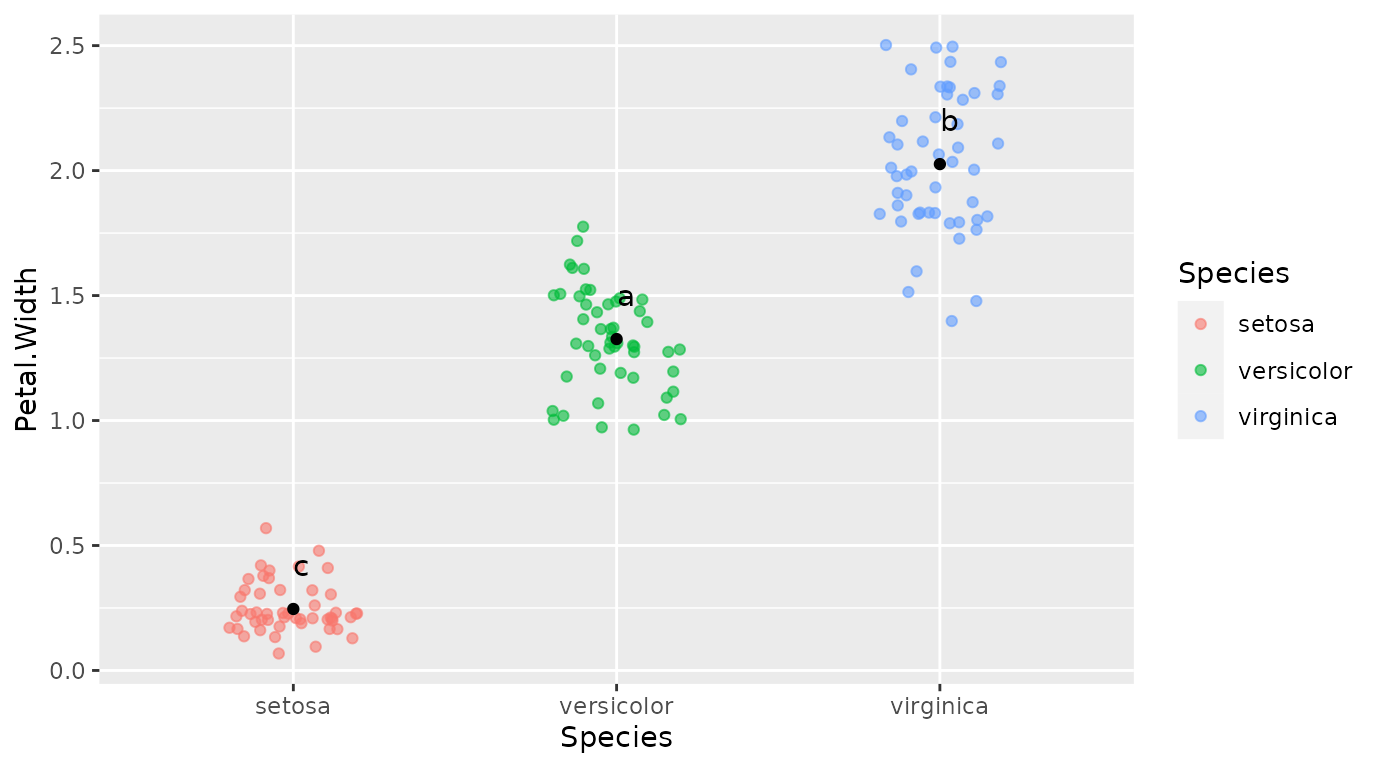 2.5
2.0
1.5
1.0
0.5
0.0
Petal.Width
b
a
c
setosa versicolor virginica
Species
Species
setosa
versicolor
virginica